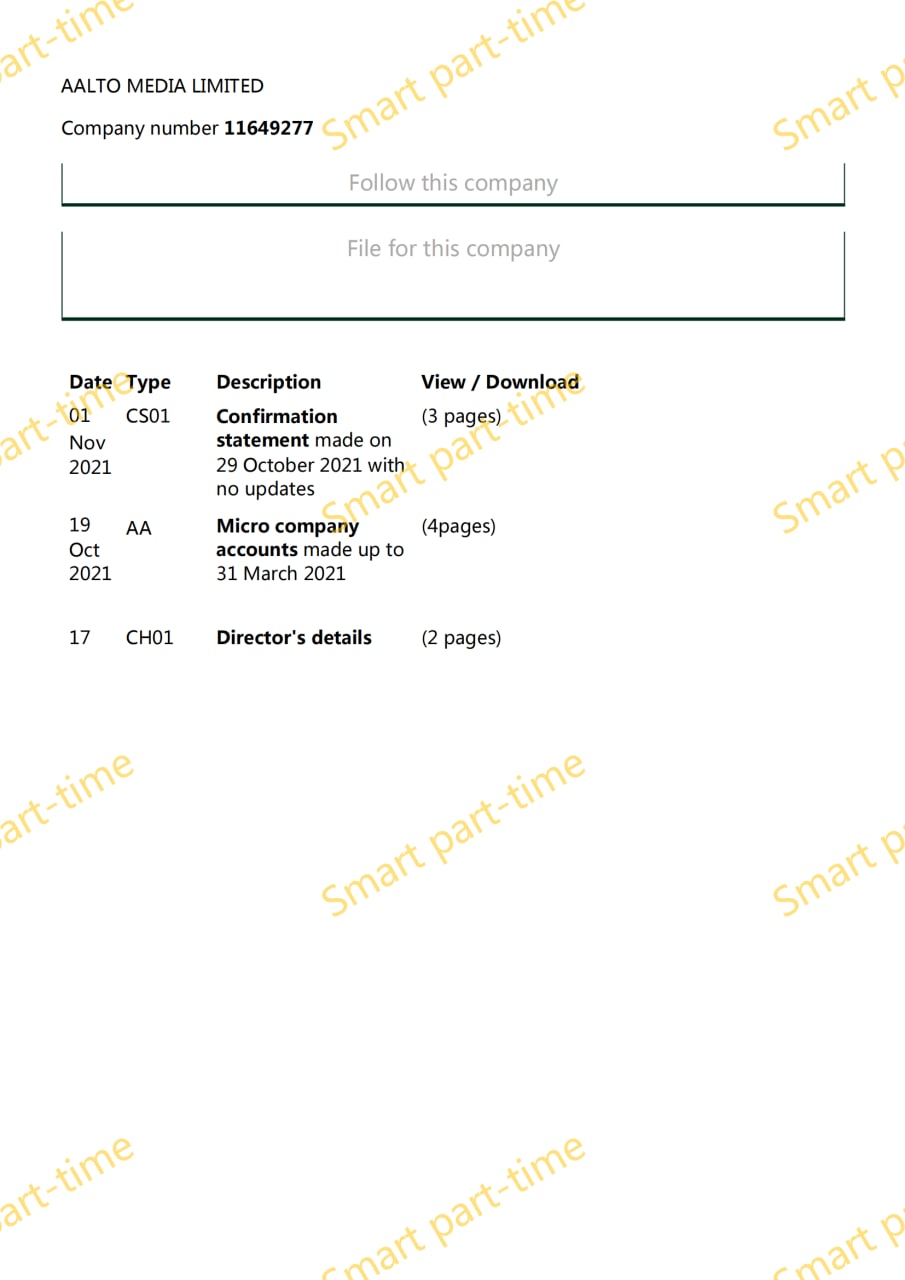 AALTO MEDIA LIMITED
Company number 11649277
Follow this company
File for this company
Date Type Description View / Download
01 CS01 Confirmation (3 pages)
Nov statement made on
2021 29 October 2021 with
no updates
19 AA Micro company (4pages)
Oct accounts made up to
2021 31 March 2021
17 CH01 Director's details (2 pages)
art-time
Smart part-time
Smart p
art-time
Smart part-time
Smart p
art-time
Smart part-time
Smart p
art-time
Smart part-time
Smart p